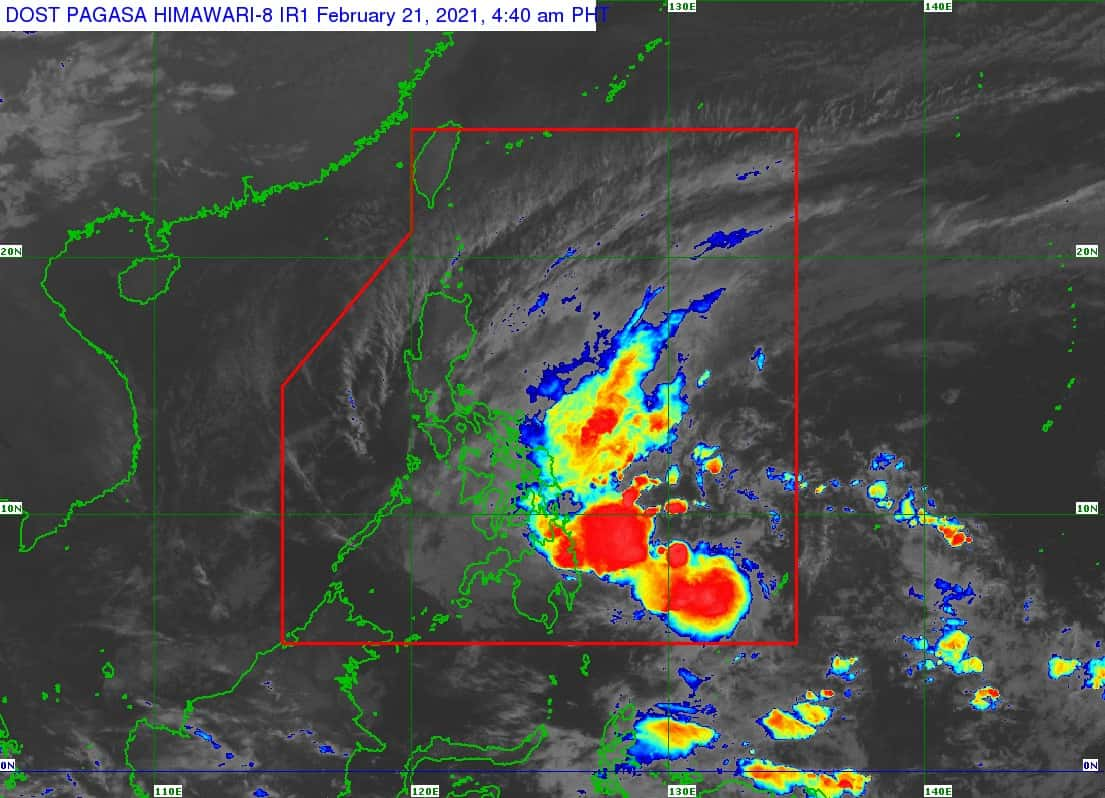 DOST PAGASA HIMAWARI-8 IR1 February 21, 2021, 4:40 am PHT
130E 140E
20N 20N
10N 10N
0N 0N
110E 120E 130E 140E